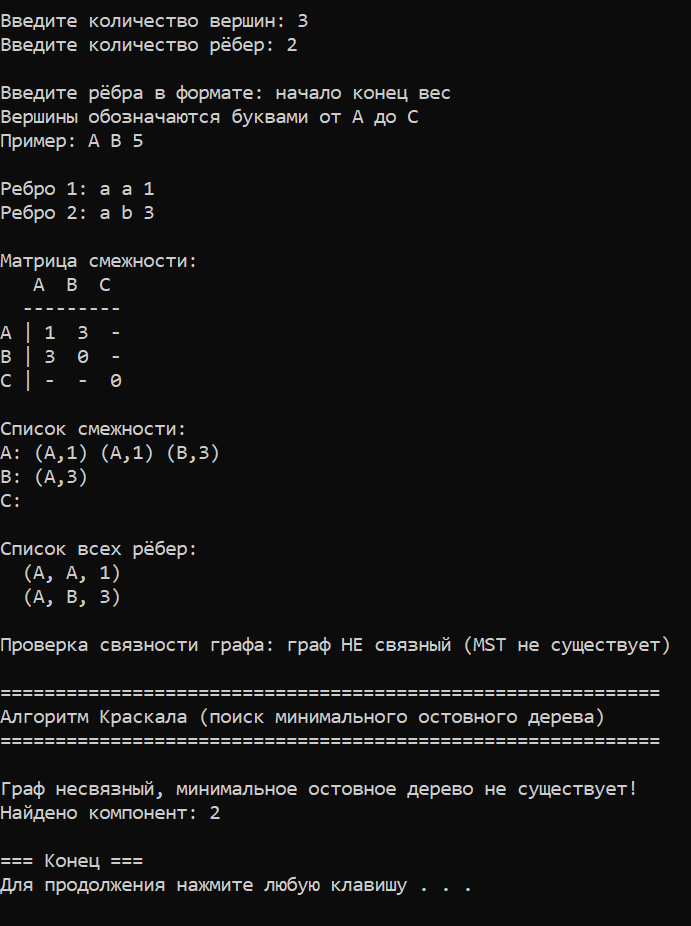 Введите количество вершин: 3
Введите количество рёбер: 2
Введите рёбра в формате: начало конец вес
Вершины обозначаются буквами от A до C
Пример: A B 5
Ребро 1: a a 1
Ребро 2: a b 3
Матрица смежности:
   A  B  C
  ---------
A | 1  3  -
B | 3  0  -
C | -  -  0
Список смежности:
A: (A,1) (A,1) (B,3)
B: (A,3)
C:
Список всех рёбер:
  (A, A, 1)
  (A, B, 3)
Проверка связности графа: граф НЕ связный (MST не существует)
============================================================
Алгоритм Краскала (поиск минимального остовного дерева)
============================================================
Граф несвязный, минимальное остовное дерево не существует!
Найдено компонент: 2
=== Конец ===
Для продолжения нажмите любую клавишу . . .